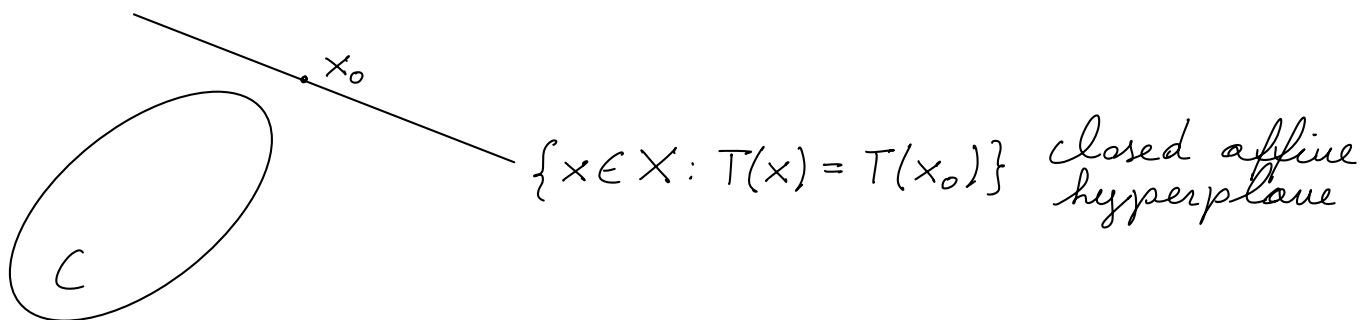 x₀
{x ∈ X : T(x) = T(x₀)} closed affine
hyperplane
C